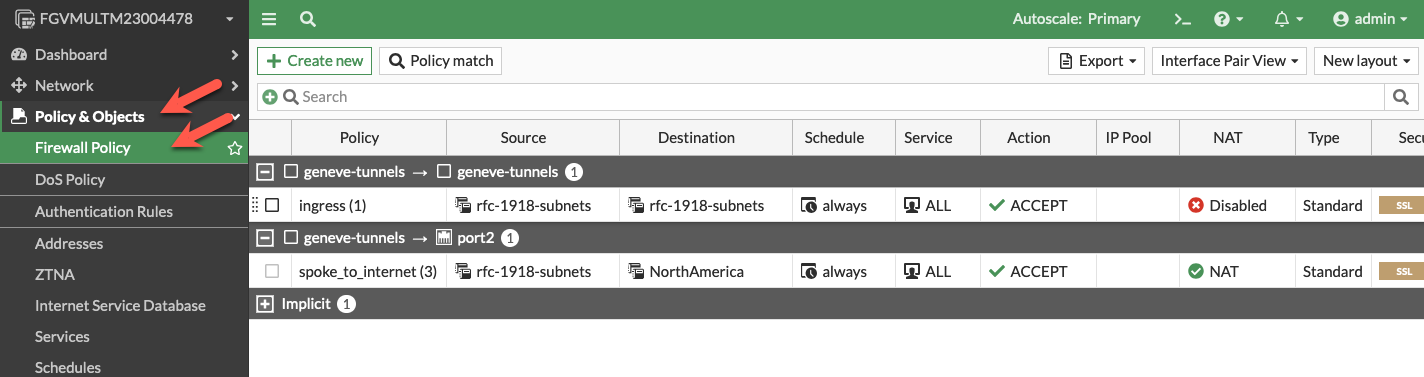 FGVMULTM23004478 Autoscale: Primary >_ ? admin
Dashboard
Network
Policy & Objects
Firewall Policy
DoS Policy
Authentication Rules
Addresses
ZTNA
Internet Service Database
Services
Schedules
+ Create new Policy match Export Interface Pair View New layout
Search
Policy Source Destination Schedule Service Action IP Pool NAT Type Secu
geneve-tunnels → geneve-tunnels 1
ingress (1) rfc-1918-subnets rfc-1918-subnets always ALL ACCEPT Disabled Standard SSL
geneve-tunnels → port2 1
spoke_to_internet (3) rfc-1918-subnets NorthAmerica always ALL ACCEPT NAT Standard SSL
Implicit 1